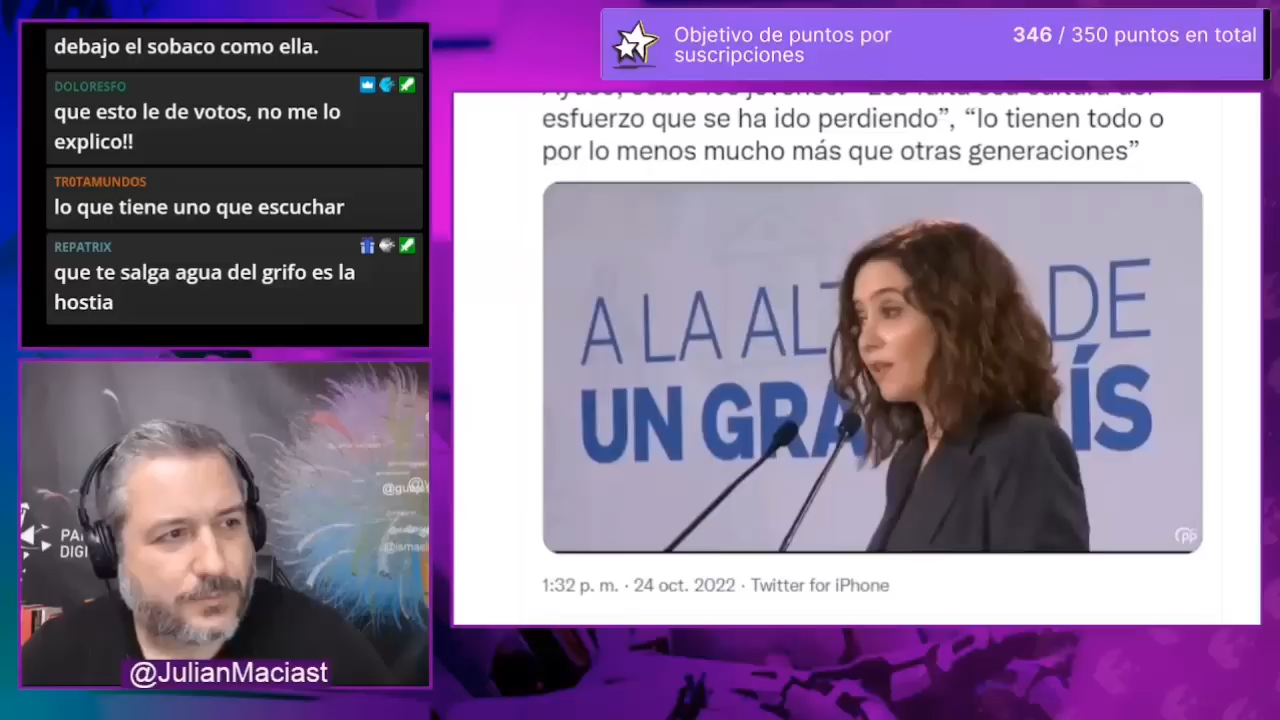 debajo el sobaco como ella.
DOLORESFO
que esto le de votos, no me lo
explico!!
TR0TAMUNDOS
lo que tiene uno que escuchar
REPATRIX
que te salga agua del grifo es la
hostia
Objetivo de puntos por
suscripciones
346 / 350 puntos en total
esfuerzo que se ha ido perdiendo”, “lo tienen todo o
por lo menos mucho más que otras generaciones”
A LA AL DE
UN GRA ÍS
pp
1:32 p. m. · 24 oct. 2022 · Twitter for iPhone
@JulianMaciast